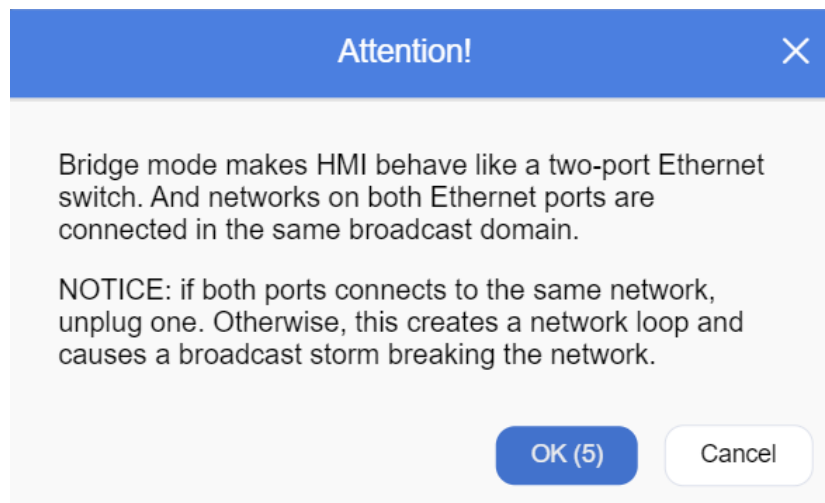 Attention!
Bridge mode makes HMI behave like a two-port Ethernet
switch. And networks on both Ethernet ports are
connected in the same broadcast domain.
NOTICE: if both ports connects to the same network,
unplug one. Otherwise, this creates a network loop and
causes a broadcast storm breaking the network.
OK (5)
Cancel